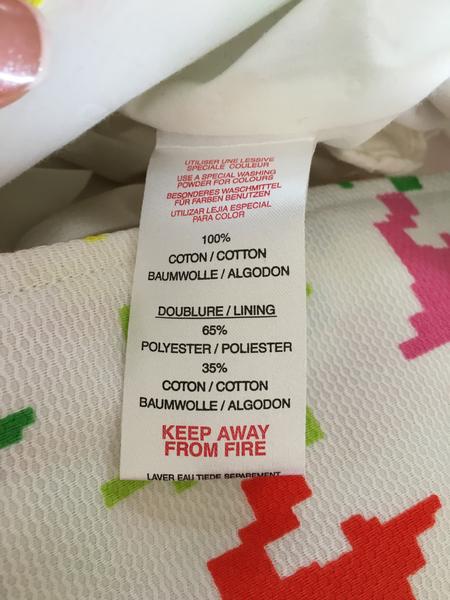 UTILISER UNE LESSIVE
SPECIALE COULEUR
USE A SPECIAL WASHING
POWDER FOR COLOURS
BESONDERES WASCHMITTEL
FÜR FARBEN BENUTZEN
UTILIZAR LEJIA ESPECIAL
PARA COLOR
100%
COTON / COTTON
BAUMWOLLE / ALGODON
DOUBLURE / LINING
65%
POLYESTER / POLIESTER
35%
COTON / COTTON
BAUMWOLLE / ALGODON
KEEP AWAY
FROM FIRE
LAVER EAU TIEDE SEPAREMENT